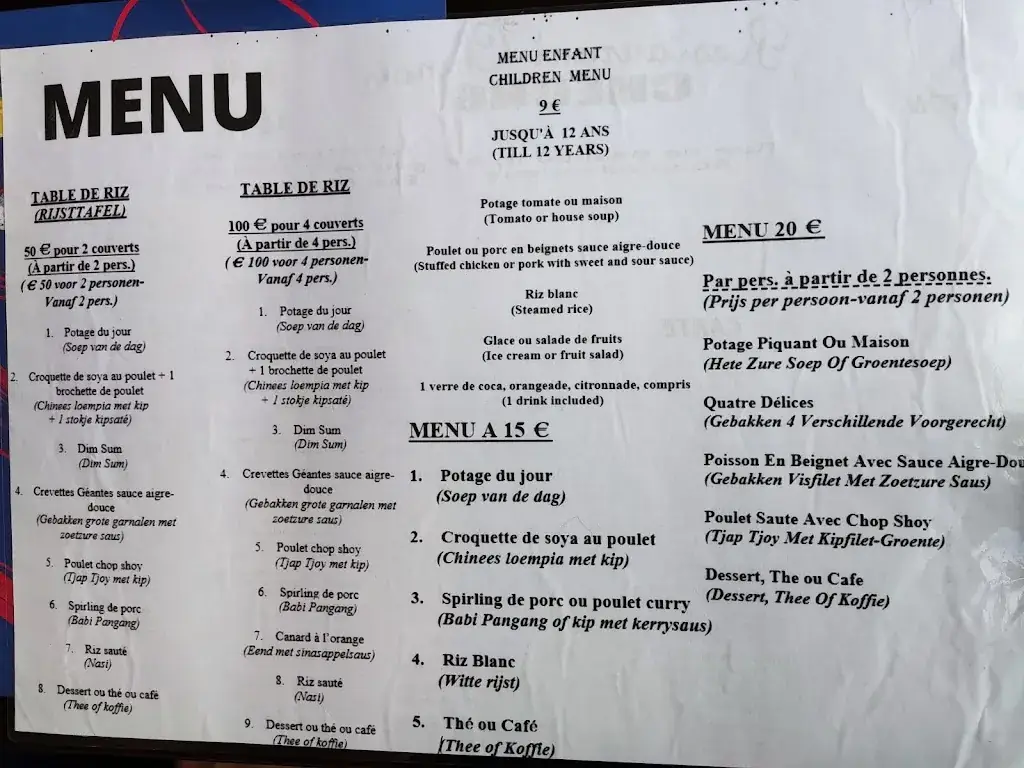 MENU
TABLE DE RIZ
(RIJSTTAFEL)
50 € pour 2 couverts
(À partir de 2 pers.)
( € 50 voor 2 personen-
Vanaf 2 pers.)
1. Potage du jour
(Soep van de dag)
2. Croquette de soya au poulet + 1
brochette de poulet
(Chinees loempia met kip
+ 1 stokje kipsaté)
3. Dim Sum
(Dim Sum)
4. Crevettes Géantes sauce aigre-
douce
(Gebakken grote garnalen met
zoetzure saus)
5. Poulet chop shoy
(Tjap Tjoy met kip)
6. Spirling de porc
(Babi Pangang)
7. Riz sauté
(Nasi)
8. Dessert ou thé ou café
(Thee of koffie)
TABLE DE RIZ
100 € pour 4 couverts
(À partir de 4 pers.)
( € 100 voor 4 personen-
Vanaf 4 pers.)
1. Potage du jour
(Soep van de dag)
2. Croquette de soya au poulet
+ 1 brochette de poulet
(Chinees loempia met kip
+ 1 stokje kipsaté)
3. Dim Sum
(Dim Sum)
4. Crevettes Géantes sauce aigre-
douce
(Gebakken grote garnalen met
zoetzure saus)
5. Poulet chop shoy
(Tjap Tjoy met kip)
6. Spirling de porc
(Babi Pangang)
7. Canard à l'orange
(Eend met sinasappelsaus)
8. Riz sauté
(Nasi)
9. Dessert ou thé ou café
(Thee of koffie)
MENU ENFANT
CHILDREN MENU
9 €
JUSQU'À 12 ANS
(TILL 12 YEARS)
Potage tomate ou maison
(Tomato or house soup)
Poulet ou porc en beignets sauce aigre-douce
(Stuffed chicken or pork with sweet and sour sauce)
Riz blanc
(Steamed rice)
Glace ou salade de fruits
(Ice cream or fruit salad)
1 verre de coca, orangeade, citronnade, compris
(1 drink included)
MENU A 15 €
1. Potage du jour
(Soep van de dag)
2. Croquette de soya au poulet
(Chinees loempia met kip)
3. Spirling de porc ou poulet curry
(Babi Pangang of kip met kerrysaus)
4. Riz Blanc
(Witte rijst)
5. Thé ou Café
(Thee of Koffie)
MENU 20 €
Par pers. à partir de 2 personnes.
(Prijs per persoon-vanaf 2 personen)
Potage Piquant Ou Maison
(Hete Zure Soep Of Groentesoep)
Quatre Délices
(Gebakken 4 Verschillende Voorgerecht)
Poisson En Beignet Avec Sauce Aigre-Dou
(Gebakken Visfilet Met Zoetzure Saus)
Poulet Saute Avec Chop Shoy
(Tjap Tjoy Met Kipfilet-Groente)
Dessert, The ou Cafe
(Dessert, Thee Of Koffie)